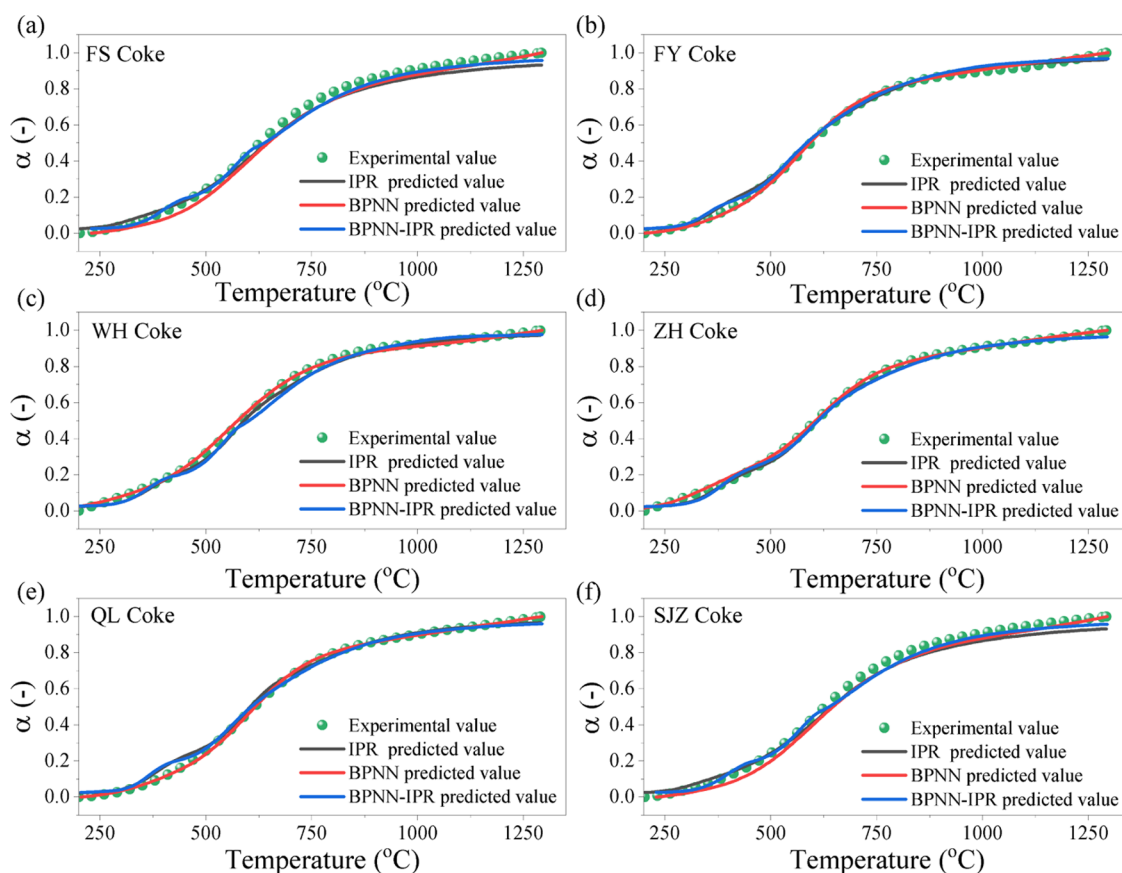 (a)
FS Coke
α (-)
1.0
0.8
0.6
0.4
0.2
0.0
Experimental value
IPR predicted value
BPNN predicted value
BPNN-IPR predicted value
250 500 750 1000 1250
Temperature (°C)
(b)
FY Coke
α (-)
1.0
0.8
0.6
0.4
0.2
0.0
Experimental value
IPR predicted value
BPNN predicted value
BPNN-IPR predicted value
250 500 750 1000 1250
Temperature (°C)
(c)
WH Coke
α (-)
1.0
0.8
0.6
0.4
0.2
0.0
Experimental value
IPR predicted value
BPNN predicted value
BPNN-IPR predicted value
250 500 750 1000 1250
Temperature (°C)
(d)
ZH Coke
α (-)
1.0
0.8
0.6
0.4
0.2
0.0
Experimental value
IPR predicted value
BPNN predicted value
BPNN-IPR predicted value
250 500 750 1000 1250
Temperature (°C)
(e)
QL Coke
α (-)
1.0
0.8
0.6
0.4
0.2
0.0
Experimental value
IPR predicted value
BPNN predicted value
BPNN-IPR predicted value
250 500 750 1000 1250
Temperature (°C)
(f)
SJZ Coke
α (-)
1.0
0.8
0.6
0.4
0.2
0.0
Experimental value
IPR predicted value
BPNN predicted value
BPNN-IPR predicted value
250 500 750 1000 1250
Temperature (°C)